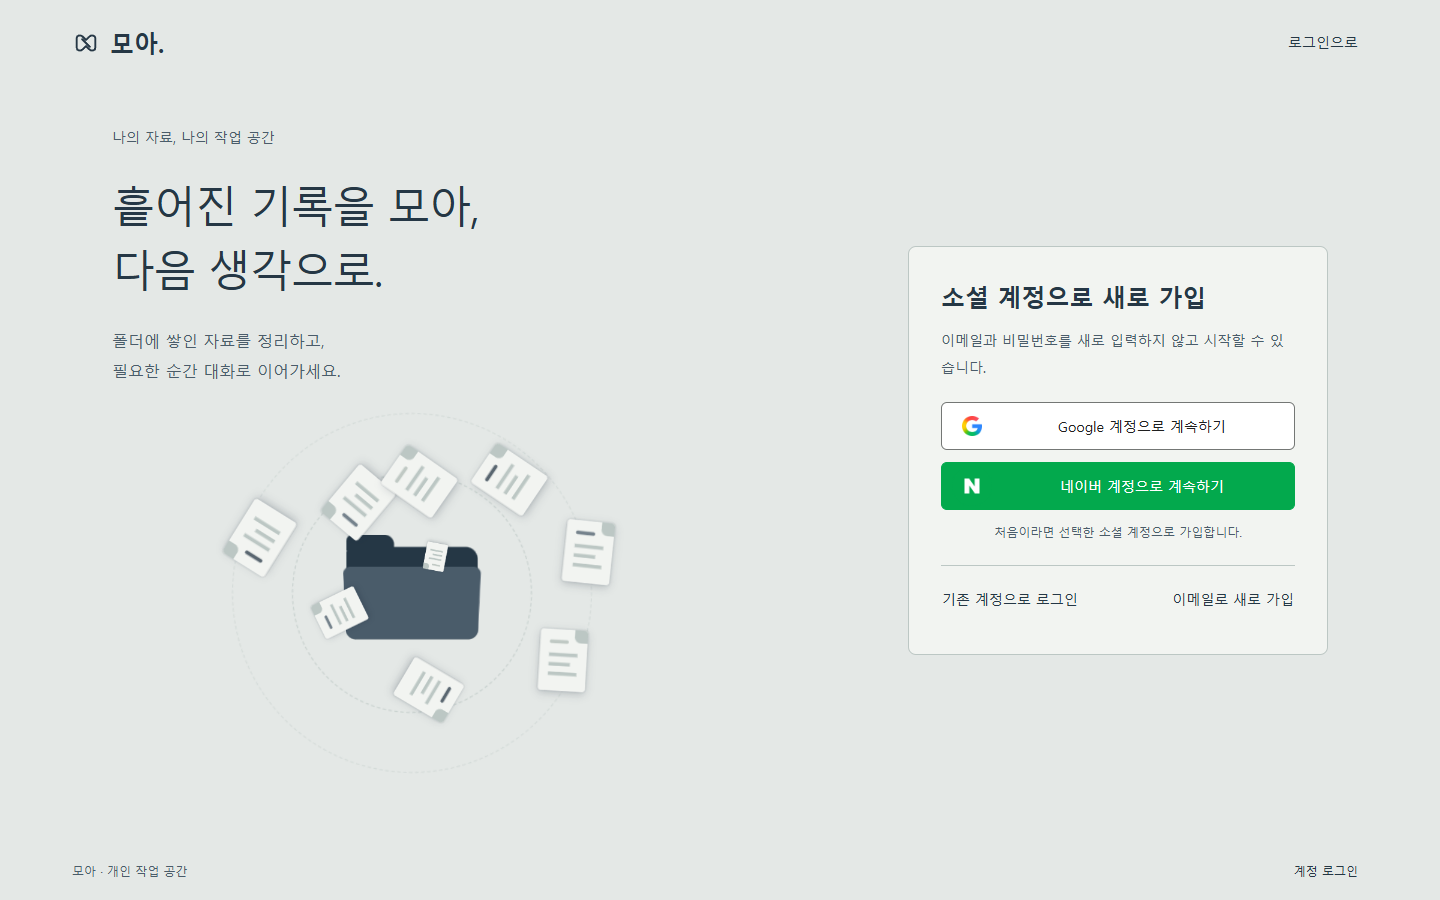 모아.
로그인으로
나의 자료, 나의 작업 공간
흩어진 기록을 모아,
다음 생각으로.
폴더에 쌓인 자료를 정리하고,
필요한 순간 대화로 이어가세요.
소셜 계정으로 새로 가입
이메일과 비밀번호를 새로 입력하지 않고 시작할 수 있
습니다.
Google 계정으로 계속하기
네이버 계정으로 계속하기
처음이라면 선택한 소셜 계정으로 가입합니다.
기존 계정으로 로그인
이메일로 새로 가입
모아 · 개인 작업 공간
계정 로그인